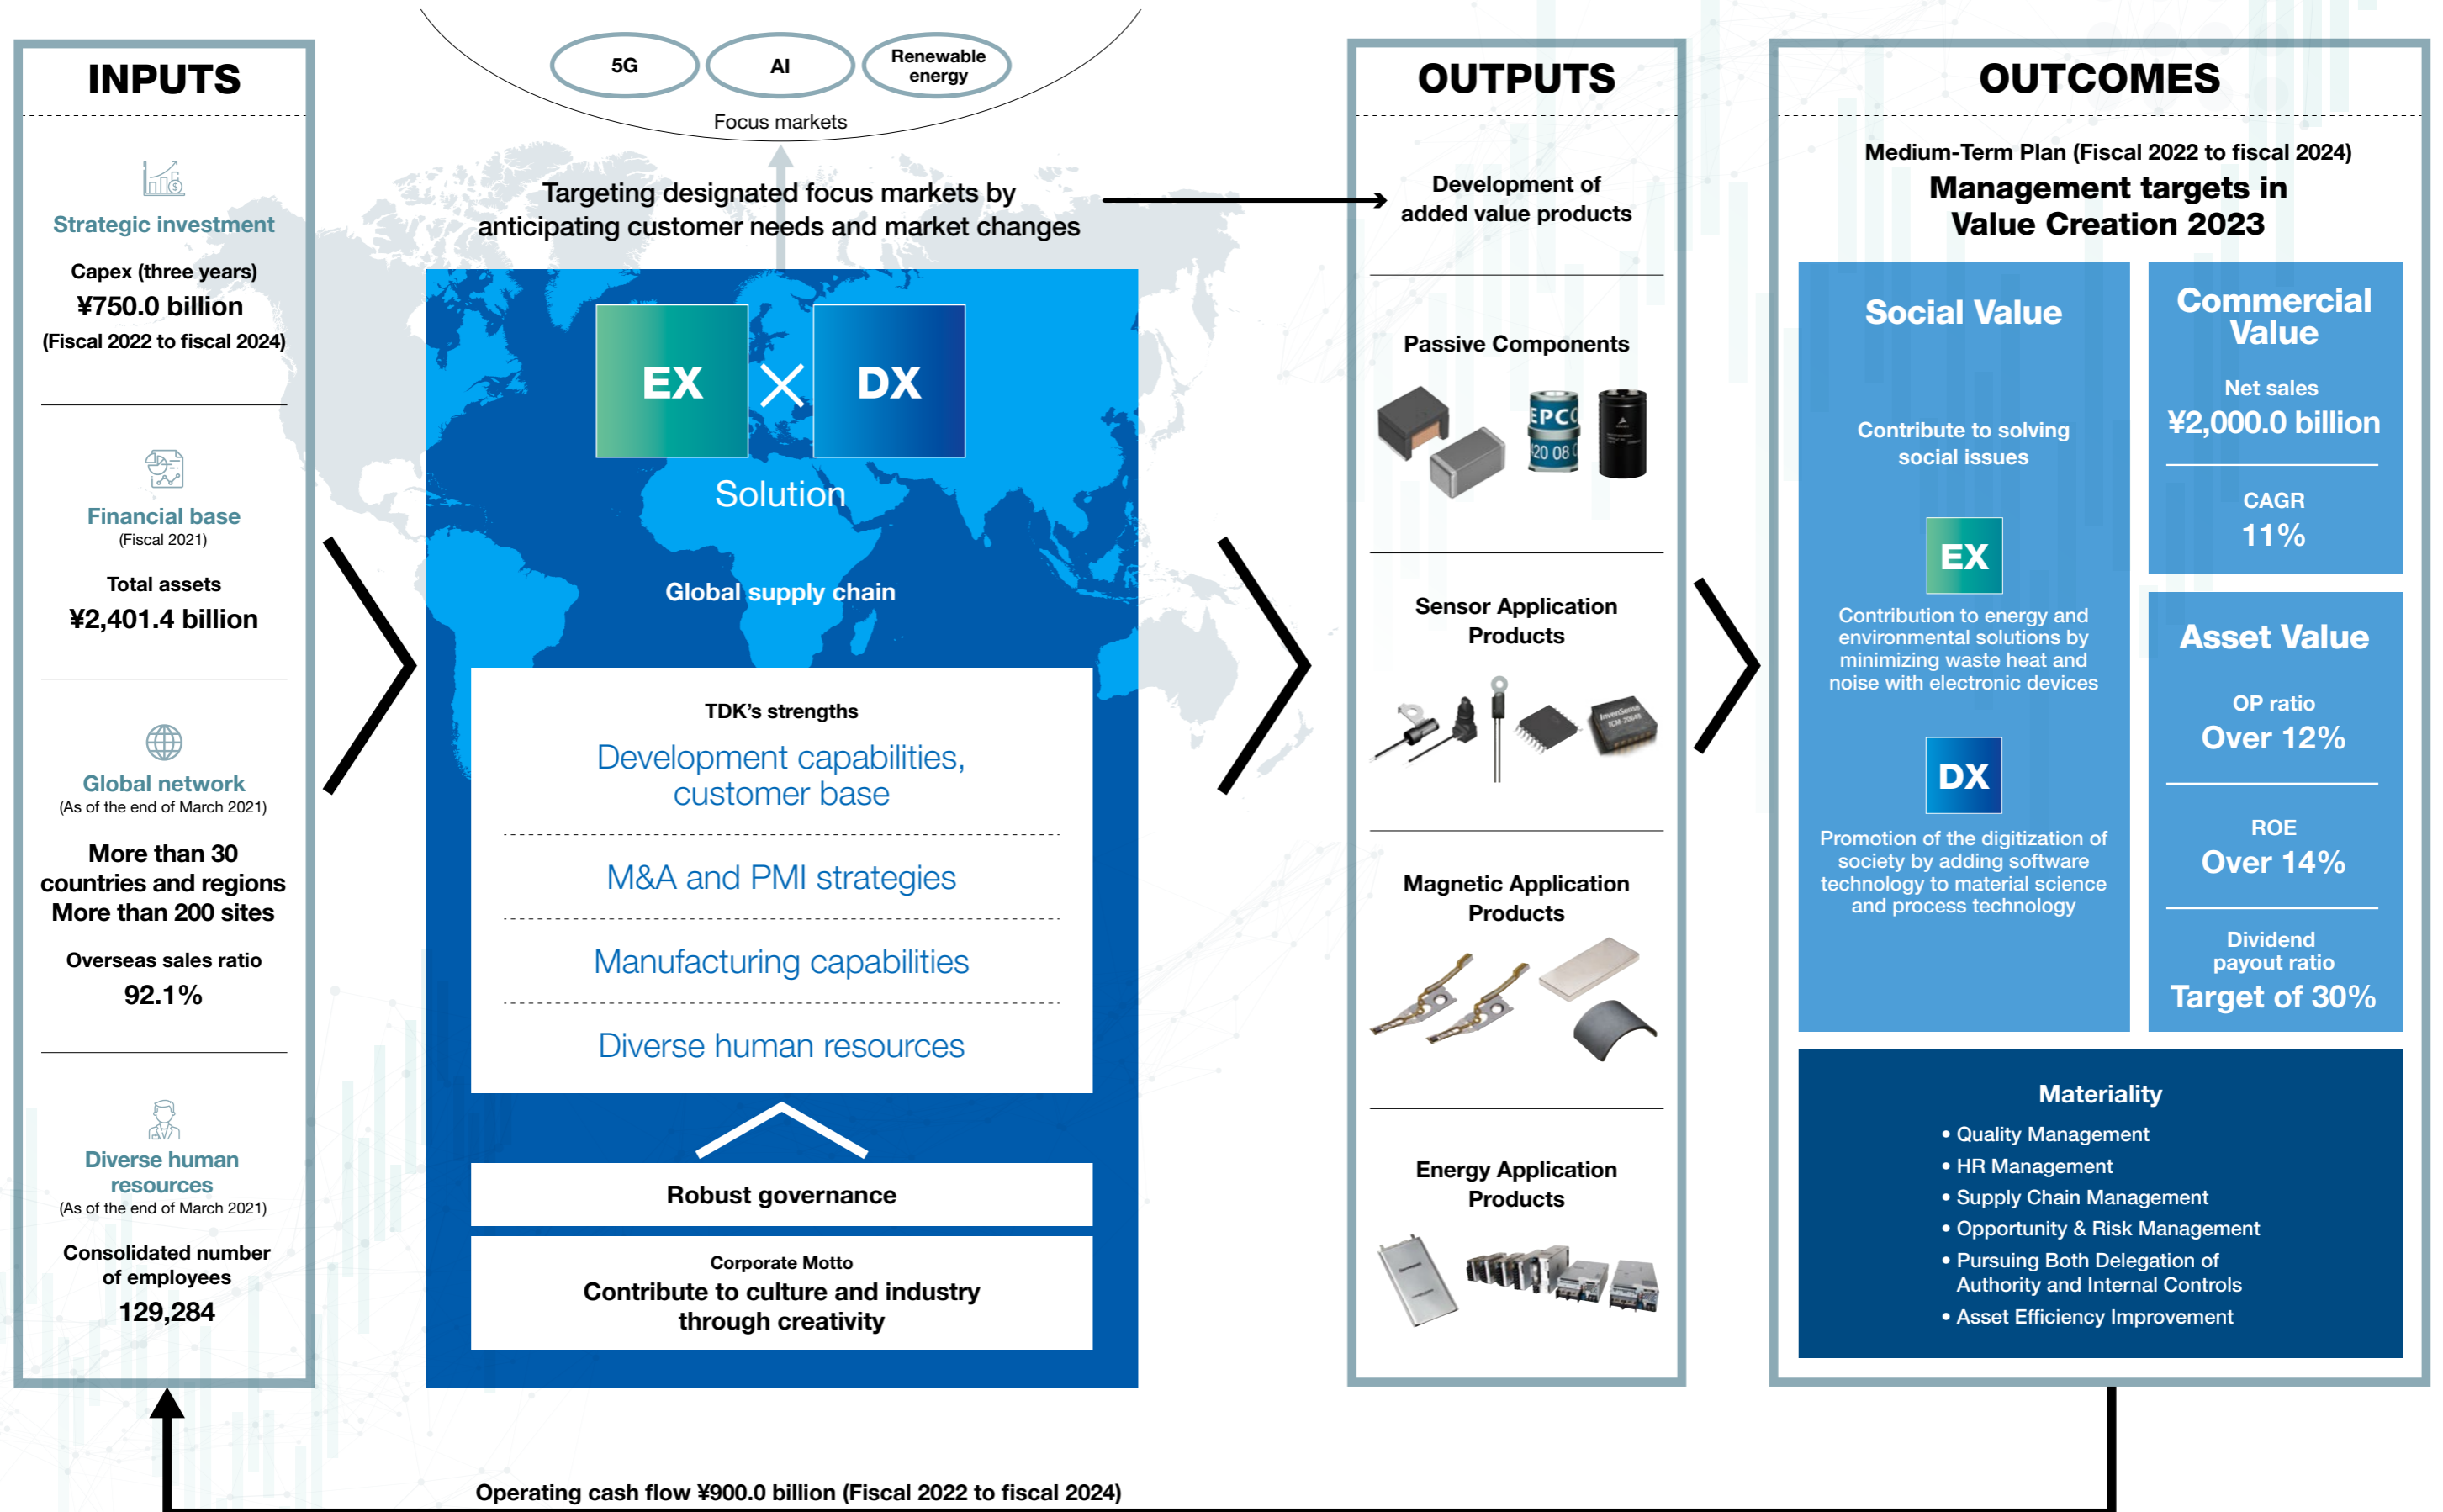 INPUTS
Strategic investment
Capex (three years)
¥750.0 billion
(Fiscal 2022 to fiscal 2024)
Financial base
(Fiscal 2021)
Total assets
¥2,401.4 billion
Global network
(As of the end of March 2021)
More than 30
countries and regions
More than 200 sites
Overseas sales ratio
92.1%
Diverse human
resources
(As of the end of March 2021)
Consolidated number
of employees
129,284
5G
AI
Renewable
energy
Focus markets
Targeting designated focus markets by
anticipating customer needs and market changes
EX
DX
Solution
Global supply chain
TDK’s strengths
Development capabilities,
customer base
M&A and PMI strategies
Manufacturing capabilities
Diverse human resources
Robust governance
Corporate Motto
Contribute to culture and industry
through creativity
OUTPUTS
Development of
added value products
Passive Components
EPC
420 08
Sensor Application
Products
InvenSense
ICM-20649
Magnetic Application
Products
Energy Application
Products
OUTCOMES
Medium-Term Plan (Fiscal 2022 to fiscal 2024)
Management targets in
Value Creation 2023
Social Value
Contribute to solving
social issues
EX
Contribution to energy and
environmental solutions by
minimizing waste heat and
noise with electronic devices
DX
Promotion of the digitization of
society by adding software
technology to material science
and process technology
Commercial
Value
Net sales
¥2,000.0 billion
CAGR
11%
Asset Value
OP ratio
Over 12%
ROE
Over 14%
Dividend
payout ratio
Target of 30%
Materiality
• Quality Management
• HR Management
• Supply Chain Management
• Opportunity & Risk Management
• Pursuing Both Delegation of
Authority and Internal Controls
• Asset Efficiency Improvement
Operating cash flow ¥900.0 billion (Fiscal 2022 to fiscal 2024)